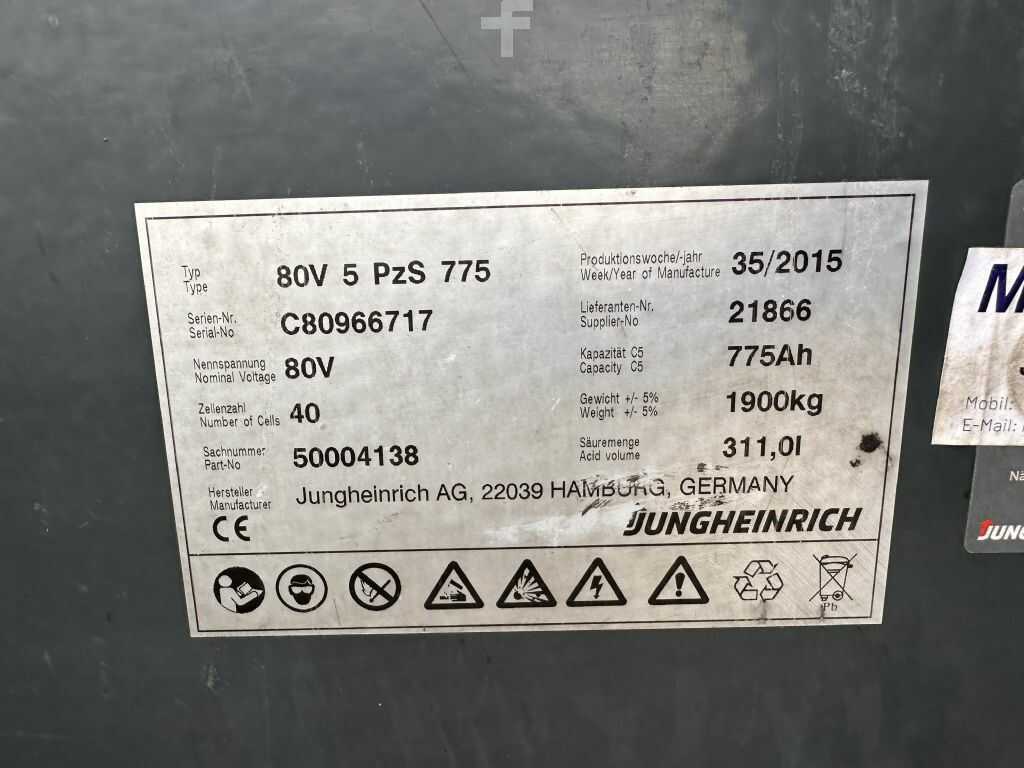 f
Typ
Type
80V 5 PzS 775
Serien-Nr.
Serial-No
C80966717
Nennspannung
Nominal Voltage
80V
Zellenzahl
Number of Cells
40
Sachnummer
Part-No
50004138
Hersteller
Manufacturer
Jungheinrich AG, 22039 HAMBURG, GERMANY
Produktionswoche/-jahr
Week/Year of Manufacture
35/2015
Lieferanten-Nr.
Supplier-No
21866
Kapazität C5
Capacity C5
775Ah
Gewicht +/- 5%
Weight +/- 5%
1900kg
Säuremenge
Acid volume
311,0l
CE
JUNGHEINRICH
Pb
M
Mobil:
E-Mail: